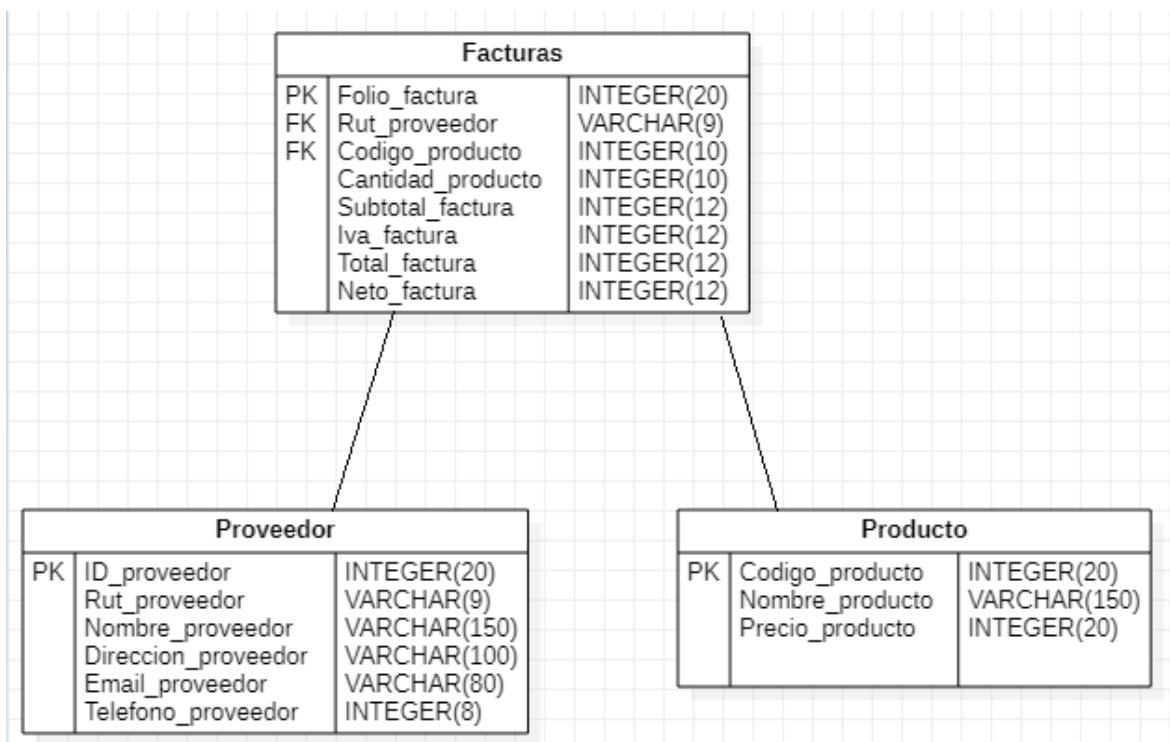 Facturas
PK Folio_factura INTEGER(20)
FK Rut_proveedor VARCHAR(9)
FK Codigo_producto INTEGER(10)
Cantidad_producto INTEGER(10)
Subtotal_factura INTEGER(12)
Iva_factura INTEGER(12)
Total_factura INTEGER(12)
Neto_factura INTEGER(12)
Proveedor
PK ID_proveedor INTEGER(20)
Rut_proveedor VARCHAR(9)
Nombre_proveedor VARCHAR(150)
Direccion_proveedor VARCHAR(100)
Email_proveedor VARCHAR(80)
Telefono_proveedor INTEGER(8)
Producto
PK Codigo_producto INTEGER(20)
Nombre_producto VARCHAR(150)
Precio_producto INTEGER(20)